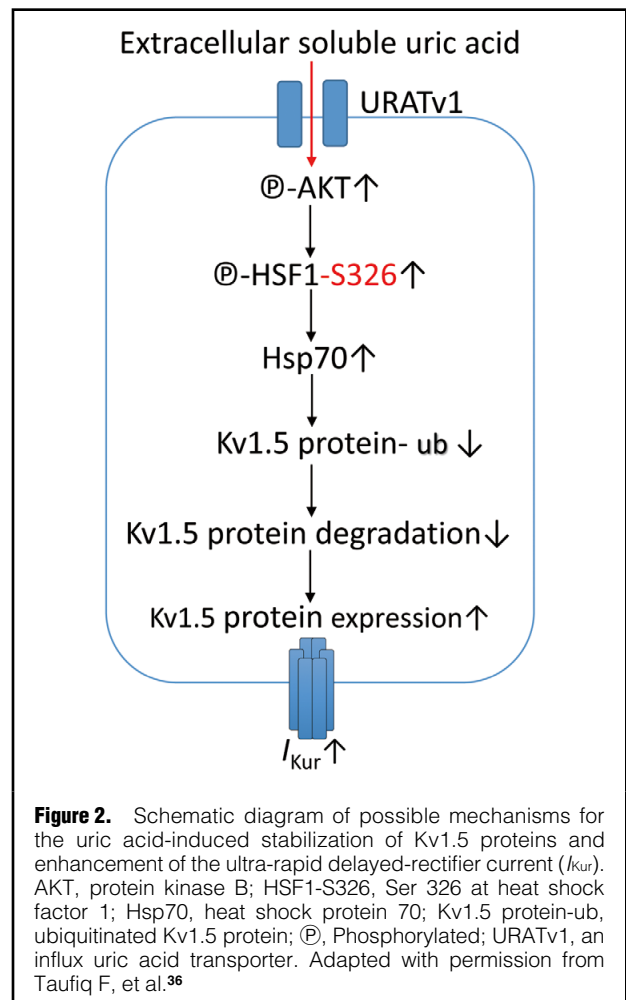 Extracellular soluble uric acid
URATv1
Ⓟ-AKT↑
Ⓟ-HSF1-S326↑
Hsp70↑
Kv1.5 protein- ub ↓
Kv1.5 protein degradation↓
Kv1.5 protein expression↑
IKur↑
Figure 2. Schematic diagram of possible mechanisms for
the uric acid-induced stabilization of Kv1.5 proteins and
enhancement of the ultra-rapid delayed-rectifier current (IKur).
AKT, protein kinase B; HSF1-S326, Ser 326 at heat shock
factor 1; Hsp70, heat shock protein 70; Kv1.5 protein-ub,
ubiquitinated Kv1.5 protein; Ⓟ, Phosphorylated; URATv1, an
influx uric acid transporter. Adapted with permission from
Taufiq F, et al.36